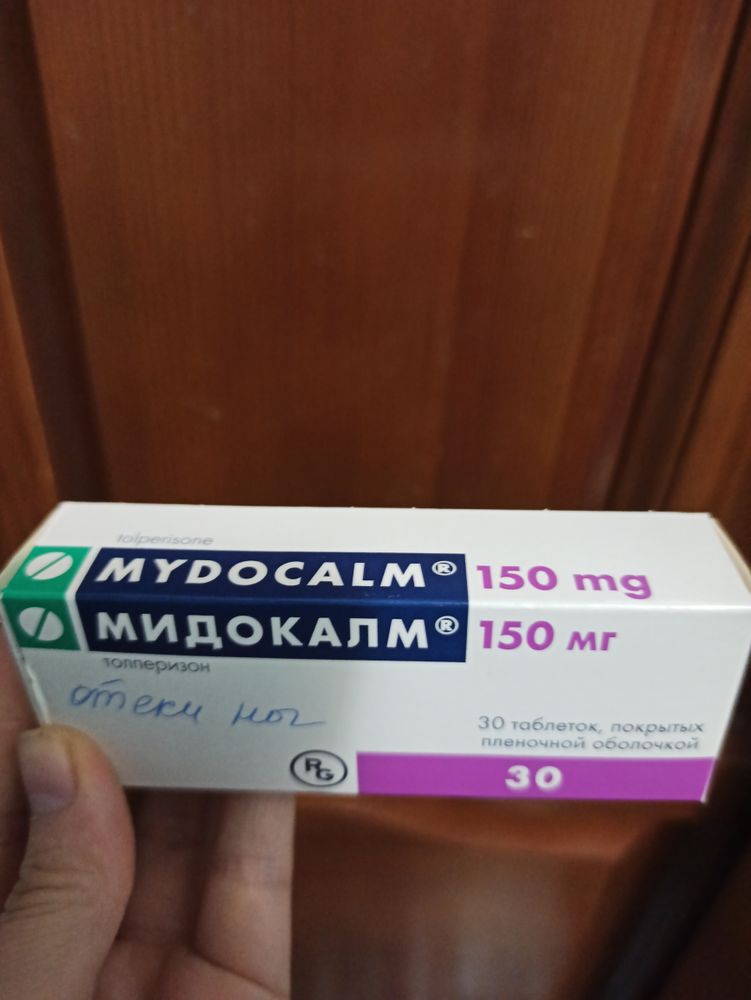 tolperisone
MYDOCALM® 150 mg
МИДОКАЛМ® 150 мг
толперизон
отеки ног
30 таблеток, покрытых
пленочной оболочкой
RG
30